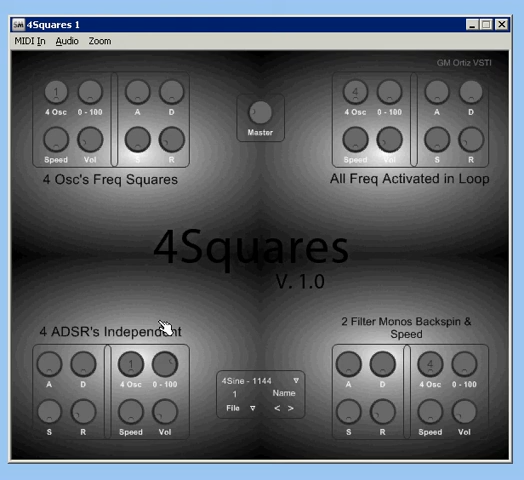 4Squares 1
MIDI In Audio Zoom
GM Ortiz VSTI
1
4 Osc 0 - 100 A D
Speed Vol S R
4 Osc's Freq Squares
Master
4
4 Osc 0 - 100 A D
Speed Vol S R
All Freq Activated in Loop
4Squares
V. 1.0
4 ADSR's Independent
1
A D 4 Osc 0 - 100
S R Speed Vol
4Sine - 1144
1 Name
File < >
2 Filter Monos Backspin &
Speed
4
A D 4 Osc 0 - 100
S R Speed Vol